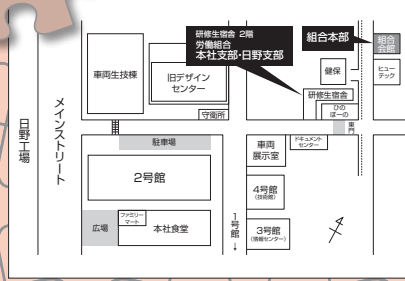 研修生宿舎 2階
労働組合
本社支部・日野支部
組合本部
組合
会館
車両生技棟
旧デザイン
センター
健保
ヒュー
テック
研修生宿舎
ひの
ぼーの
守衛所
東門
日野工場
メインストリート
駐車場
車両
展示室
ドキュメント
センター
2号館
4号館
(技術館)
広場
ファミリー
マート
本社食堂
1号館
↓
3号館
(情報センター)